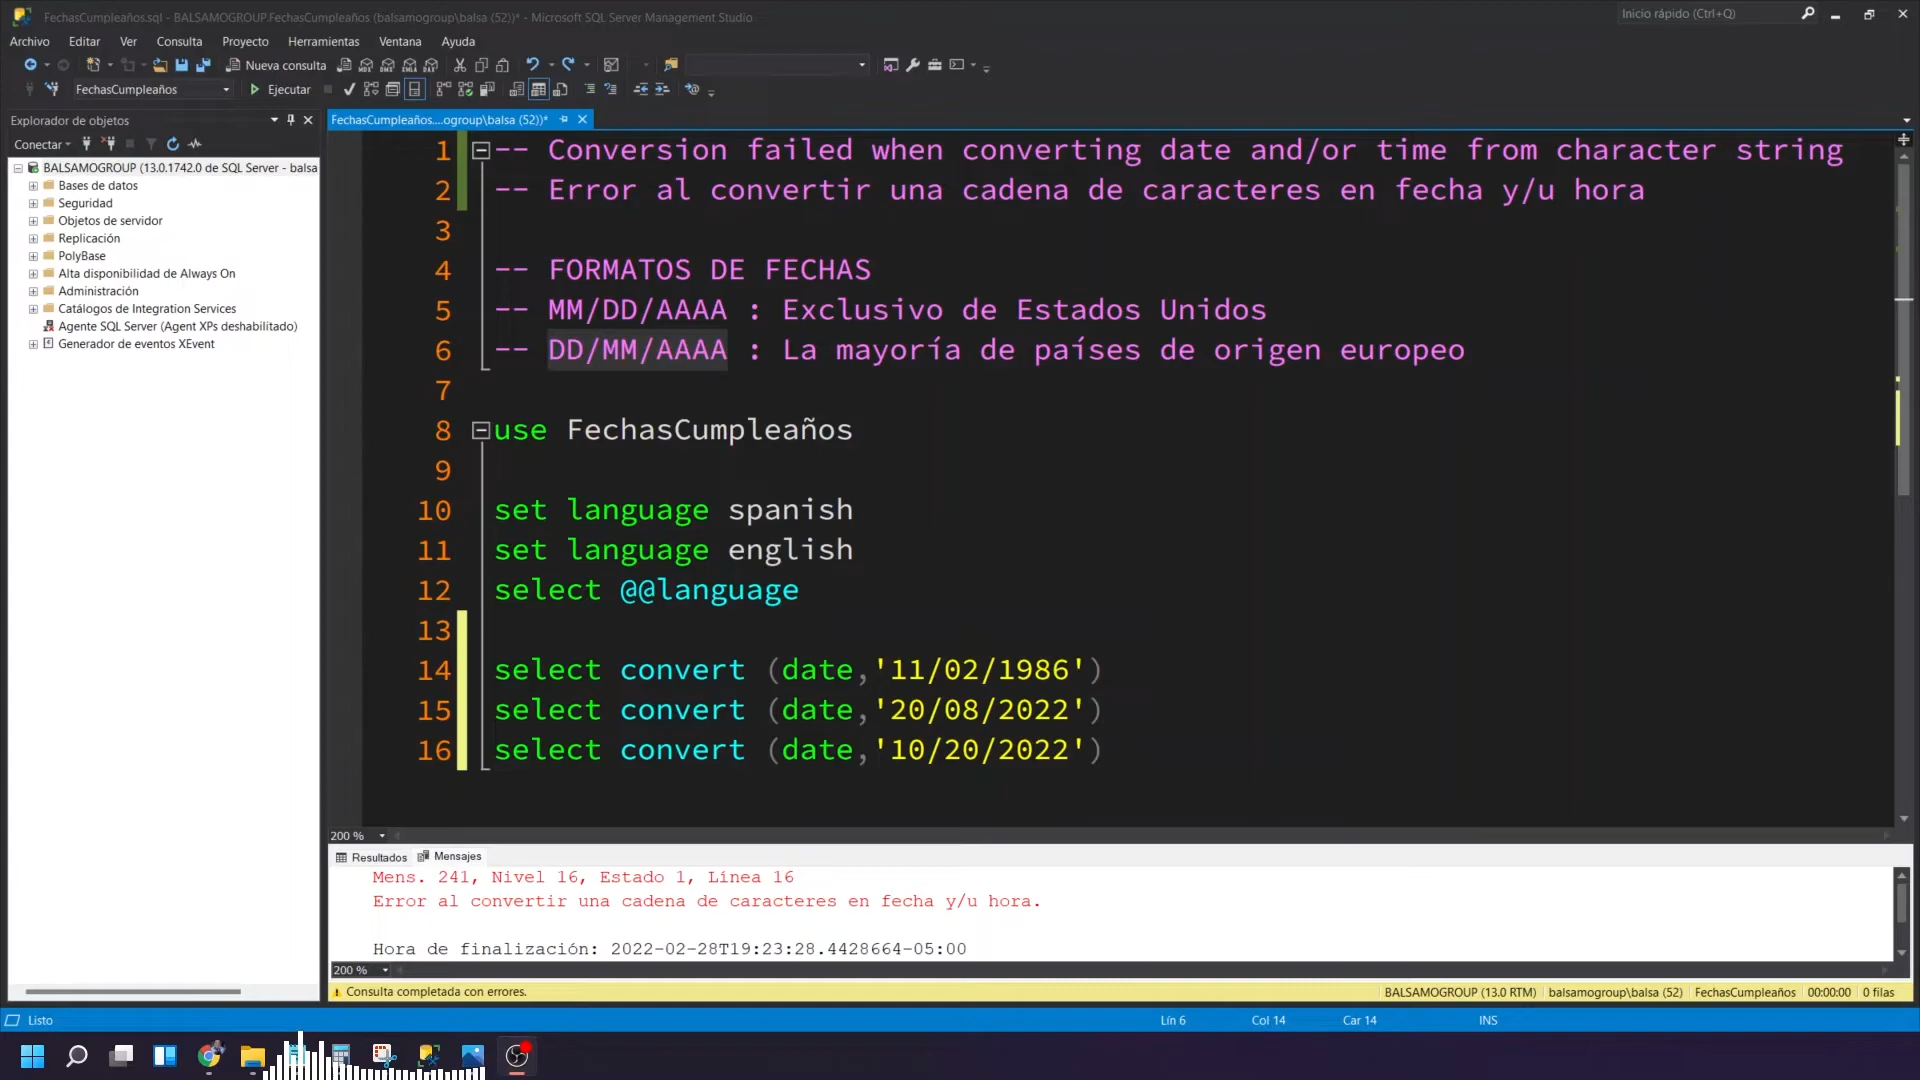 FechasCumpleaños.sql - BALSAMOGROUP.FechasCumpleaños (balsamogroup\balsa (52))* - Microsoft SQL Server Management Studio
Inicio rápido (Ctrl+Q)
Archivo Editar Ver Consulta Proyecto Herramientas Ventana Ayuda
Nueva consulta
FechasCumpleaños Ejecutar
Explorador de objetos
Conectar
BALSAMOGROUP (13.0.1742.0 de SQL Server - balsa
Bases de datos
Seguridad
Objetos de servidor
Replicación
PolyBase
Alta disponibilidad de Always On
Administración
Catálogos de Integration Services
Agente SQL Server (Agent XPs deshabilitado)
Generador de eventos XEvent
FechasCumpleaños....ogroup\balsa (52))*
1 -- Conversion failed when converting date and/or time from character string
2 -- Error al convertir una cadena de caracteres en fecha y/u hora
3
4 -- FORMATOS DE FECHAS
5 -- MM/DD/AAAA : Exclusivo de Estados Unidos
6 -- DD/MM/AAAA : La mayoría de países de origen europeo
7
8 use FechasCumpleaños
9
10 set language spanish
11 set language english
12 select @@language
13
14 select convert (date,'11/02/1986')
15 select convert (date,'20/08/2022')
16 select convert (date,'10/20/2022')
200 %
Resultados Mensajes
Mens. 241, Nivel 16, Estado 1, Línea 16
Error al convertir una cadena de caracteres en fecha y/u hora.
Hora de finalización: 2022-02-28T19:23:28.4428664-05:00
200 %
Consulta completada con errores. BALSAMOGROUP (13.0 RTM) balsamogroup\balsa (52) FechasCumpleaños 00:00:00 0 filas
Listo Lín 6 Col 14 Car 14 INS